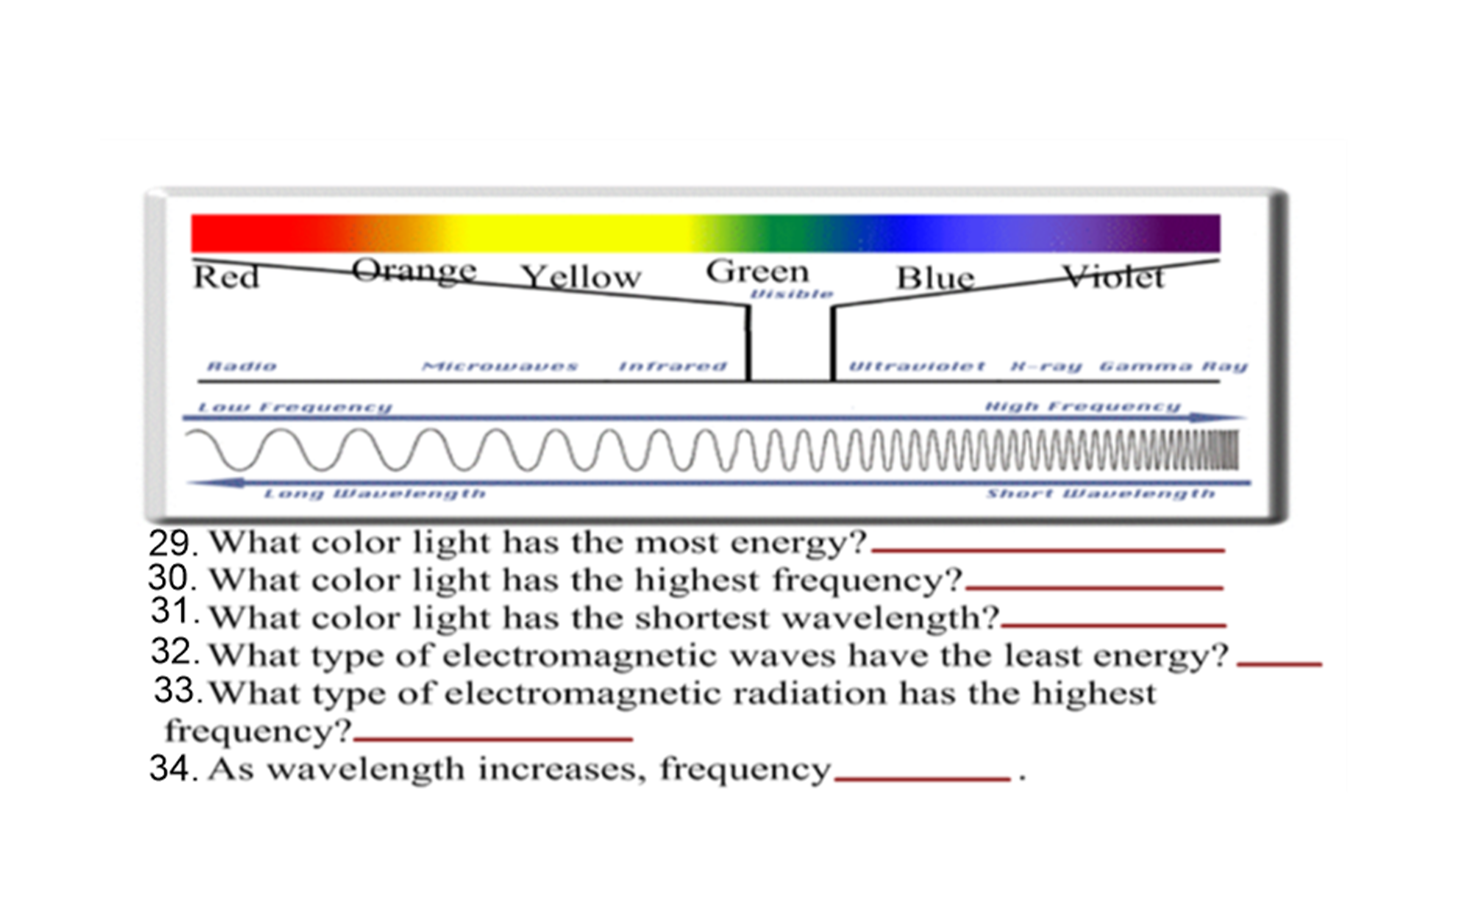 Red Orange Yellow Green Blue Violet
Visible
Radio Microwaves Infrared Ultraviolet X-ray Gamma Ray
Low Frequency High Frequency
Long Wavelength Short Wavelength
29. What color light has the most energy?
30. What color light has the highest frequency?
31. What color light has the shortest wavelength?
32. What type of electromagnetic waves have the least energy?
33. What type of electromagnetic radiation has the highest
frequency?
34. As wavelength increases, frequency .